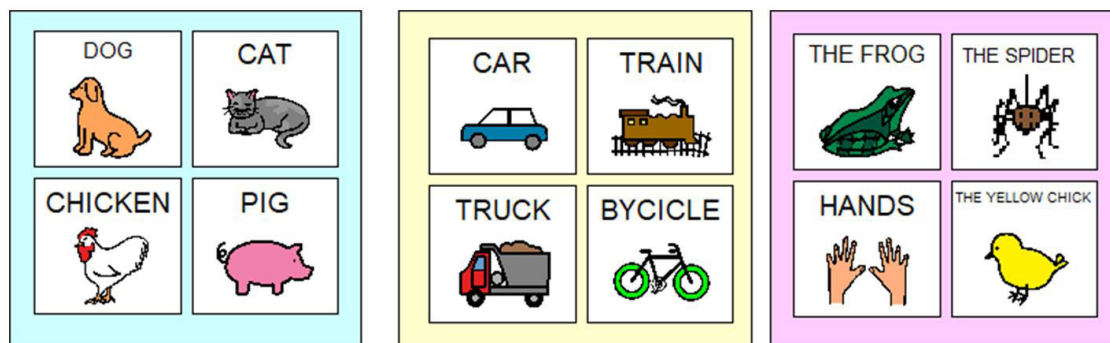 DOG
CAT
CHICKEN
PIG
CAR
TRAIN
TRUCK
BYCICLE
THE FROG
THE SPIDER
HANDS
THE YELLOW CHICK